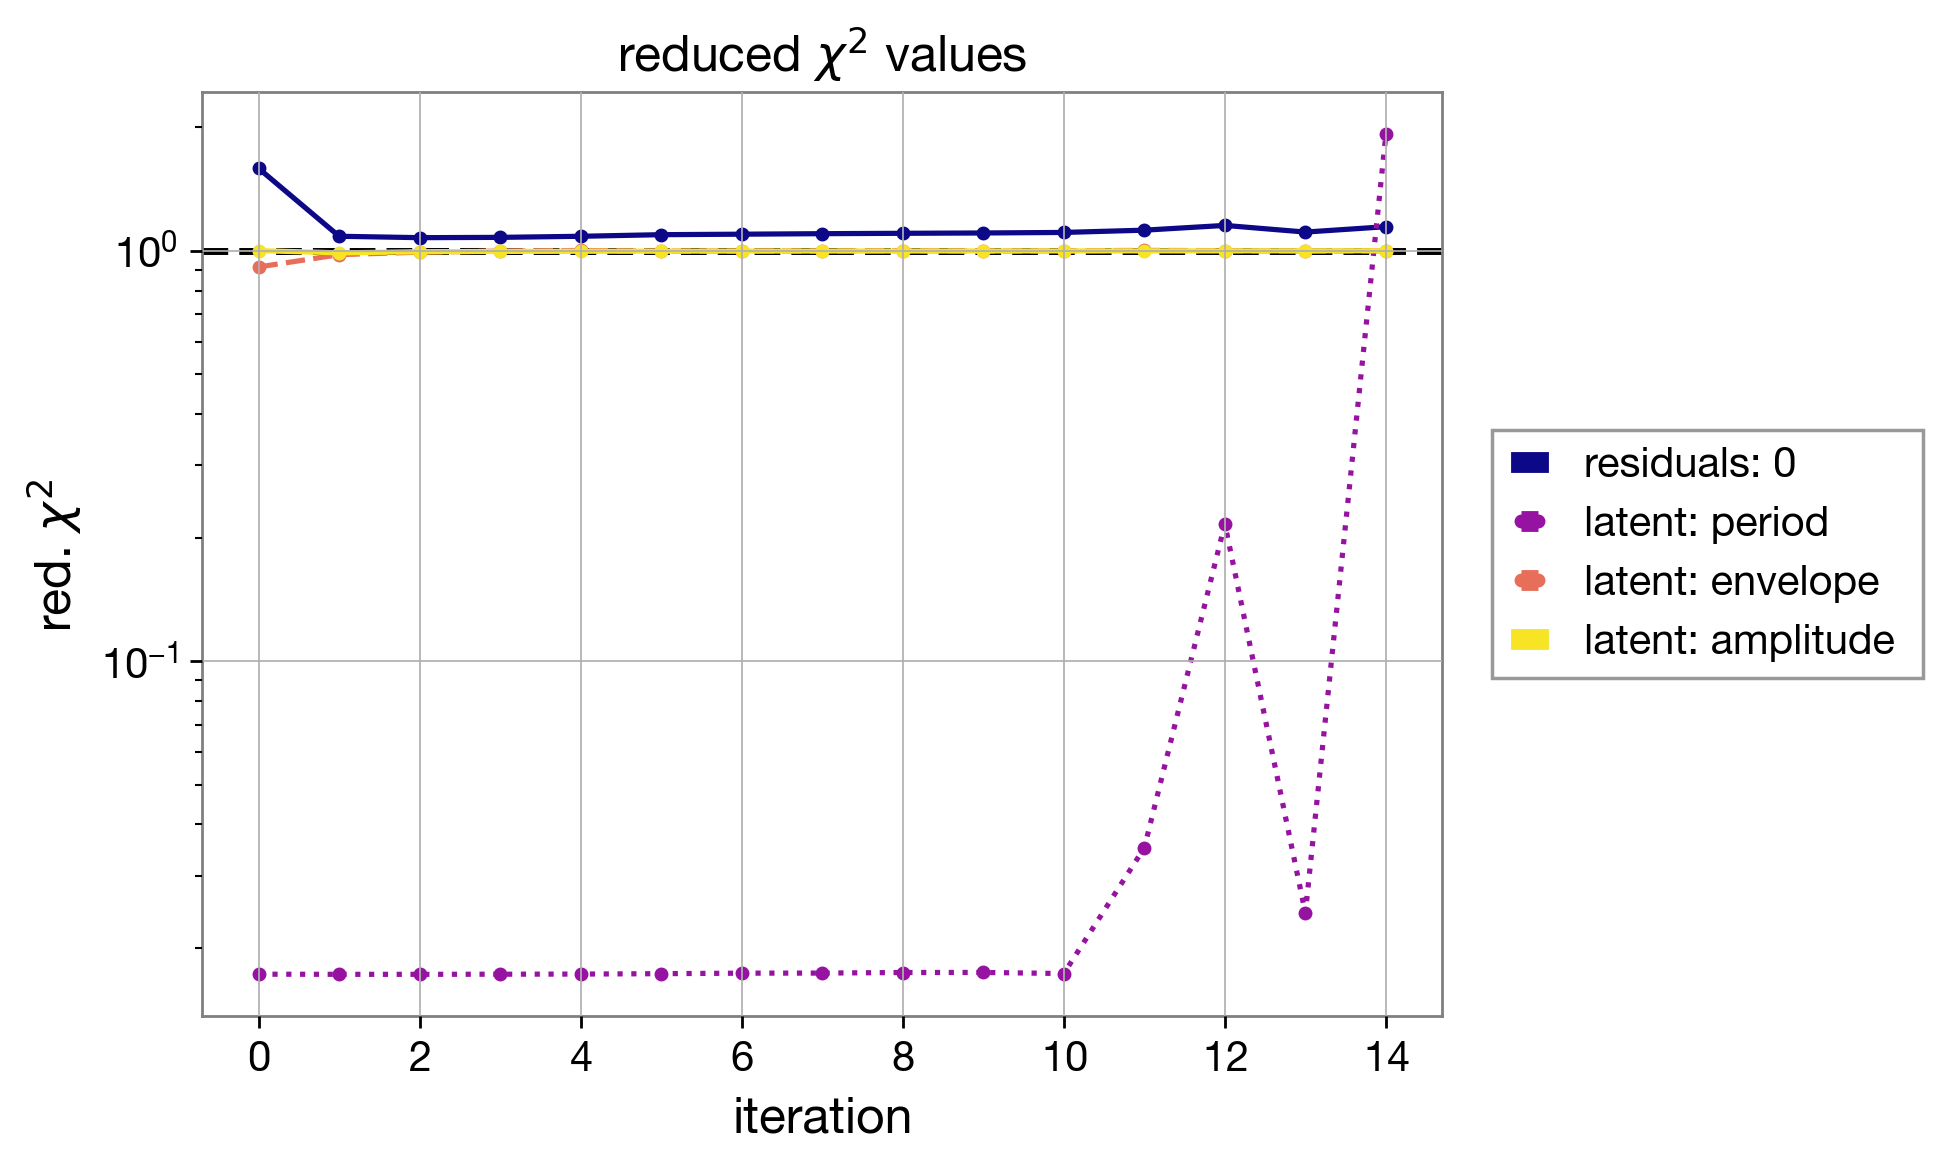 reduced χ² values
red. χ²
10⁰
10⁻¹
0 2 4 6 8 10 12 14
iteration
residuals: 0
latent: period
latent: envelope
latent: amplitude